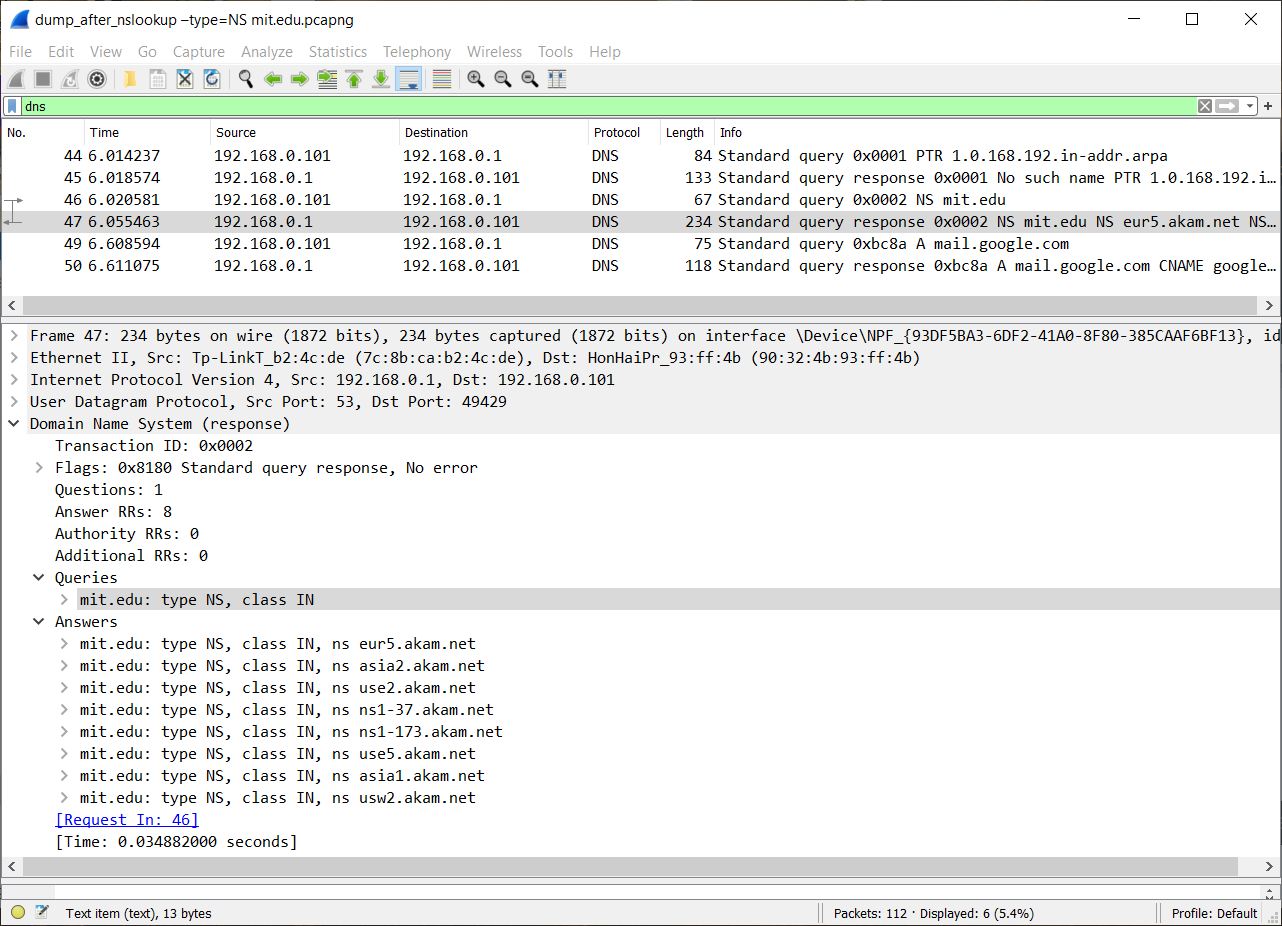 dump_after_nslookup –type=NS mit.edu.pcapng
File Edit View Go Capture Analyze Statistics Telephony Wireless Tools Help
dns
No. Time Source Destination Protocol Length Info
44 6.014237 192.168.0.101 192.168.0.1 DNS 84 Standard query 0x0001 PTR 1.0.168.192.in-addr.arpa
45 6.018574 192.168.0.1 192.168.0.101 DNS 133 Standard query response 0x0001 No such name PTR 1.0.168.192.i…
46 6.020581 192.168.0.101 192.168.0.1 DNS 67 Standard query 0x0002 NS mit.edu
47 6.055463 192.168.0.1 192.168.0.101 DNS 234 Standard query response 0x0002 NS mit.edu NS eur5.akam.net NS…
49 6.608594 192.168.0.101 192.168.0.1 DNS 75 Standard query 0xbc8a A mail.google.com
50 6.611075 192.168.0.1 192.168.0.101 DNS 118 Standard query response 0xbc8a A mail.google.com CNAME google…
Frame 47: 234 bytes on wire (1872 bits), 234 bytes captured (1872 bits) on interface \Device\NPF_{93DF5BA3-6DF2-41A0-8F80-385CAAF6BF13}, id
Ethernet II, Src: Tp-LinkT_b2:4c:de (7c:8b:ca:b2:4c:de), Dst: HonHaiPr_93:ff:4b (90:32:4b:93:ff:4b)
Internet Protocol Version 4, Src: 192.168.0.1, Dst: 192.168.0.101
User Datagram Protocol, Src Port: 53, Dst Port: 49429
Domain Name System (response)
Transaction ID: 0x0002
Flags: 0x8180 Standard query response, No error
Questions: 1
Answer RRs: 8
Authority RRs: 0
Additional RRs: 0
Queries
mit.edu: type NS, class IN
Answers
mit.edu: type NS, class IN, ns eur5.akam.net
mit.edu: type NS, class IN, ns asia2.akam.net
mit.edu: type NS, class IN, ns use2.akam.net
mit.edu: type NS, class IN, ns ns1-37.akam.net
mit.edu: type NS, class IN, ns ns1-173.akam.net
mit.edu: type NS, class IN, ns use5.akam.net
mit.edu: type NS, class IN, ns asia1.akam.net
mit.edu: type NS, class IN, ns usw2.akam.net
[Request In: 46]
[Time: 0.034882000 seconds]
Text item (text), 13 bytes Packets: 112 · Displayed: 6 (5.4%) Profile: Default